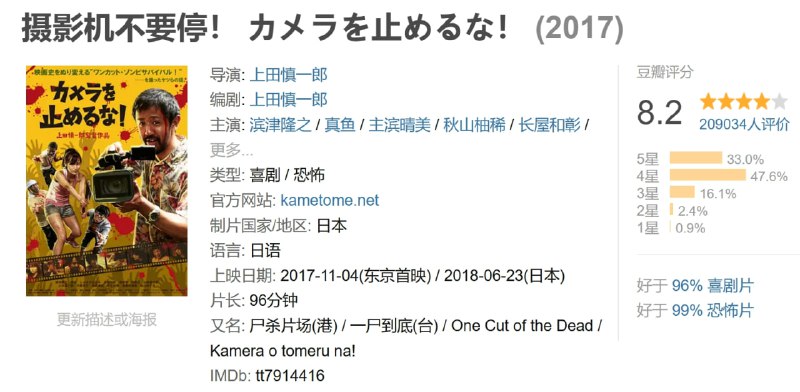 摄影机不要停！ カメラを止めるな！ (2017)
映画史をぬり変える"ワンカット・ゾンビサバイバル！"
カメラを
止めるな！
导演: 上田慎一郎
编剧: 上田慎一郎
主演: 滨津隆之 / 真鱼 / 主滨晴美 / 秋山柚稀 / 长屋和彰 /
更多...
类型: 喜剧 / 恐怖
官方网站: kametome.net
制片国家/地区: 日本
语言: 日语
上映日期: 2017-11-04(东京首映) / 2018-06-23(日本)
片长: 96分钟
又名: 尸杀片场(港) / 一尸到底(台) / One Cut of the Dead /
Kamera o tomeru na!
IMDb: tt7914416
更新描述或海报
豆瓣评分
8.2
209034人评价
5星 33.0%
4星 47.6%
3星 16.1%
2星 2.4%
1星 0.9%
好于 96% 喜剧片
好于 99% 恐怖片